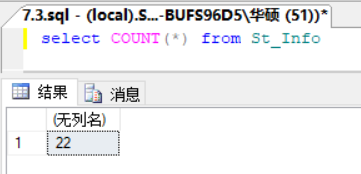 7.3.sql - (local).S...-BUFS96D5\华硕 (51))*
select COUNT(*) from St_Info
结果 消息
(无列名)
1 22